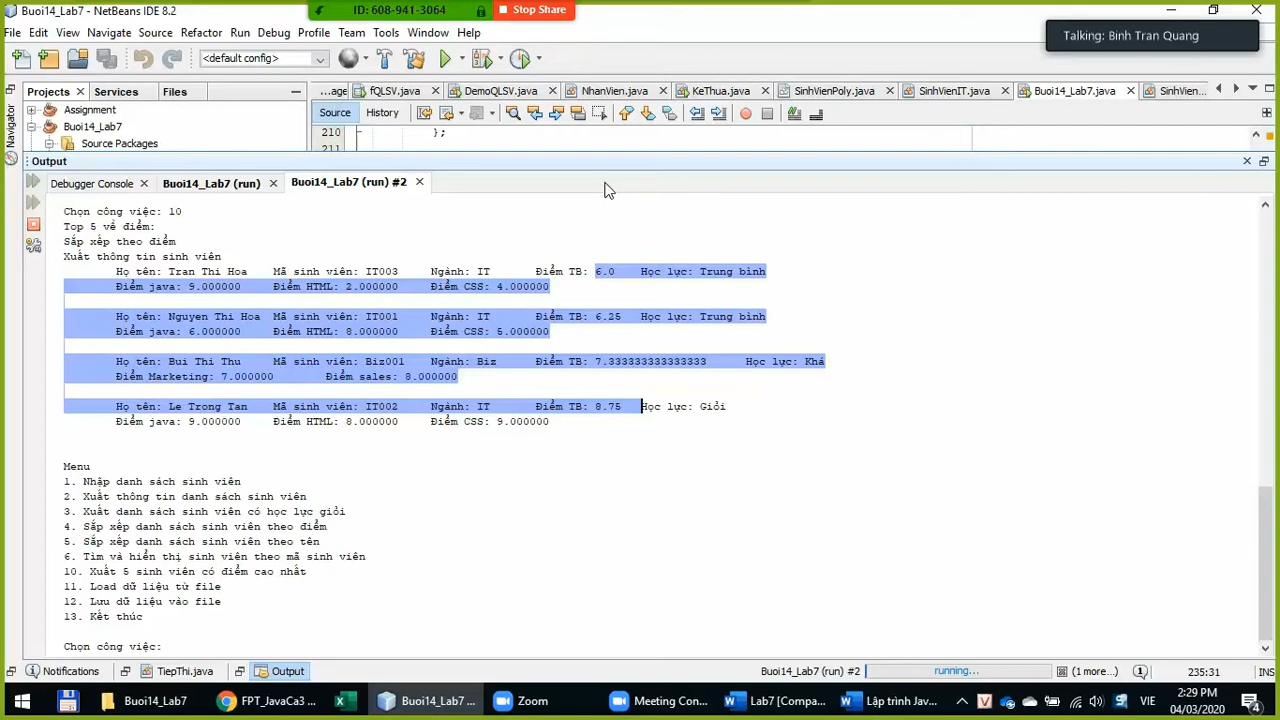 Buoi14_Lab7 - NetBeans IDE 8.2
ID: 608-941-3064
Stop Share
File Edit View Navigate Source Refactor Run Debug Profile Team Tools Window Help
Talking: Binh Tran Quang
<default config>
Projects Services Files
...age fQLSV.java DemoQLSV.java NhanVien.java KeThua.java SinhVienPoly.java SinhVienIT.java Buoi14_Lab7.java SinhVien...
Assignment
Buoi14_Lab7
Source Packages
Navigator
Source History
210 };
211
Output
Debugger Console Buoi14_Lab7 (run) Buoi14_Lab7 (run) #2
Chọn công việc: 10
Top 5 về điểm:
Sắp xếp theo điểm
Xuất thông tin sinh viên
Họ tên: Tran Thi Hoa Mã sinh viên: IT003 Ngành: IT Điểm TB: 6.0 Học lực: Trung bình
Điểm java: 9.000000 Điểm HTML: 2.000000 Điểm CSS: 4.000000
Họ tên: Nguyen Thi Hoa Mã sinh viên: IT001 Ngành: IT Điểm TB: 6.25 Học lực: Trung bình
Điểm java: 6.000000 Điểm HTML: 8.000000 Điểm CSS: 5.000000
Họ tên: Bui Thi Thu Mã sinh viên: Biz001 Ngành: Biz Điểm TB: 7.333333333333333 Học lực: Khá
Điểm Marketing: 7.000000 Điểm sales: 8.000000
Họ tên: Le Trong Tan Mã sinh viên: IT002 Ngành: IT Điểm TB: 8.75 Học lực: Giỏi
Điểm java: 9.000000 Điểm HTML: 8.000000 Điểm CSS: 9.000000
Menu
1. Nhập danh sách sinh viên
2. Xuất thông tin danh sách sinh viên
3. Xuất danh sách sinh viên có học lực giỏi
4. Sắp xếp danh sách sinh viên theo điểm
5. Sắp xếp danh sách sinh viên theo tên
6. Tìm và hiển thị sinh viên theo mã sinh viên
10. Xuất 5 sinh viên có điểm cao nhất
11. Load dữ liệu từ file
12. Lưu dữ liệu vào file
13. Kết thúc
Chọn công việc:
Notifications TiepThi.java Output Buoi14_Lab7 (run) #2 running... (1 more...) 235:31 INS
Buoi14_Lab7 FPT_JavaCa3 ... Buoi14_Lab7 ... Zoom Meeting Con... Lab7 [Compa... Lập trình Jav... VIE
2:29 PM
04/03/2020
4